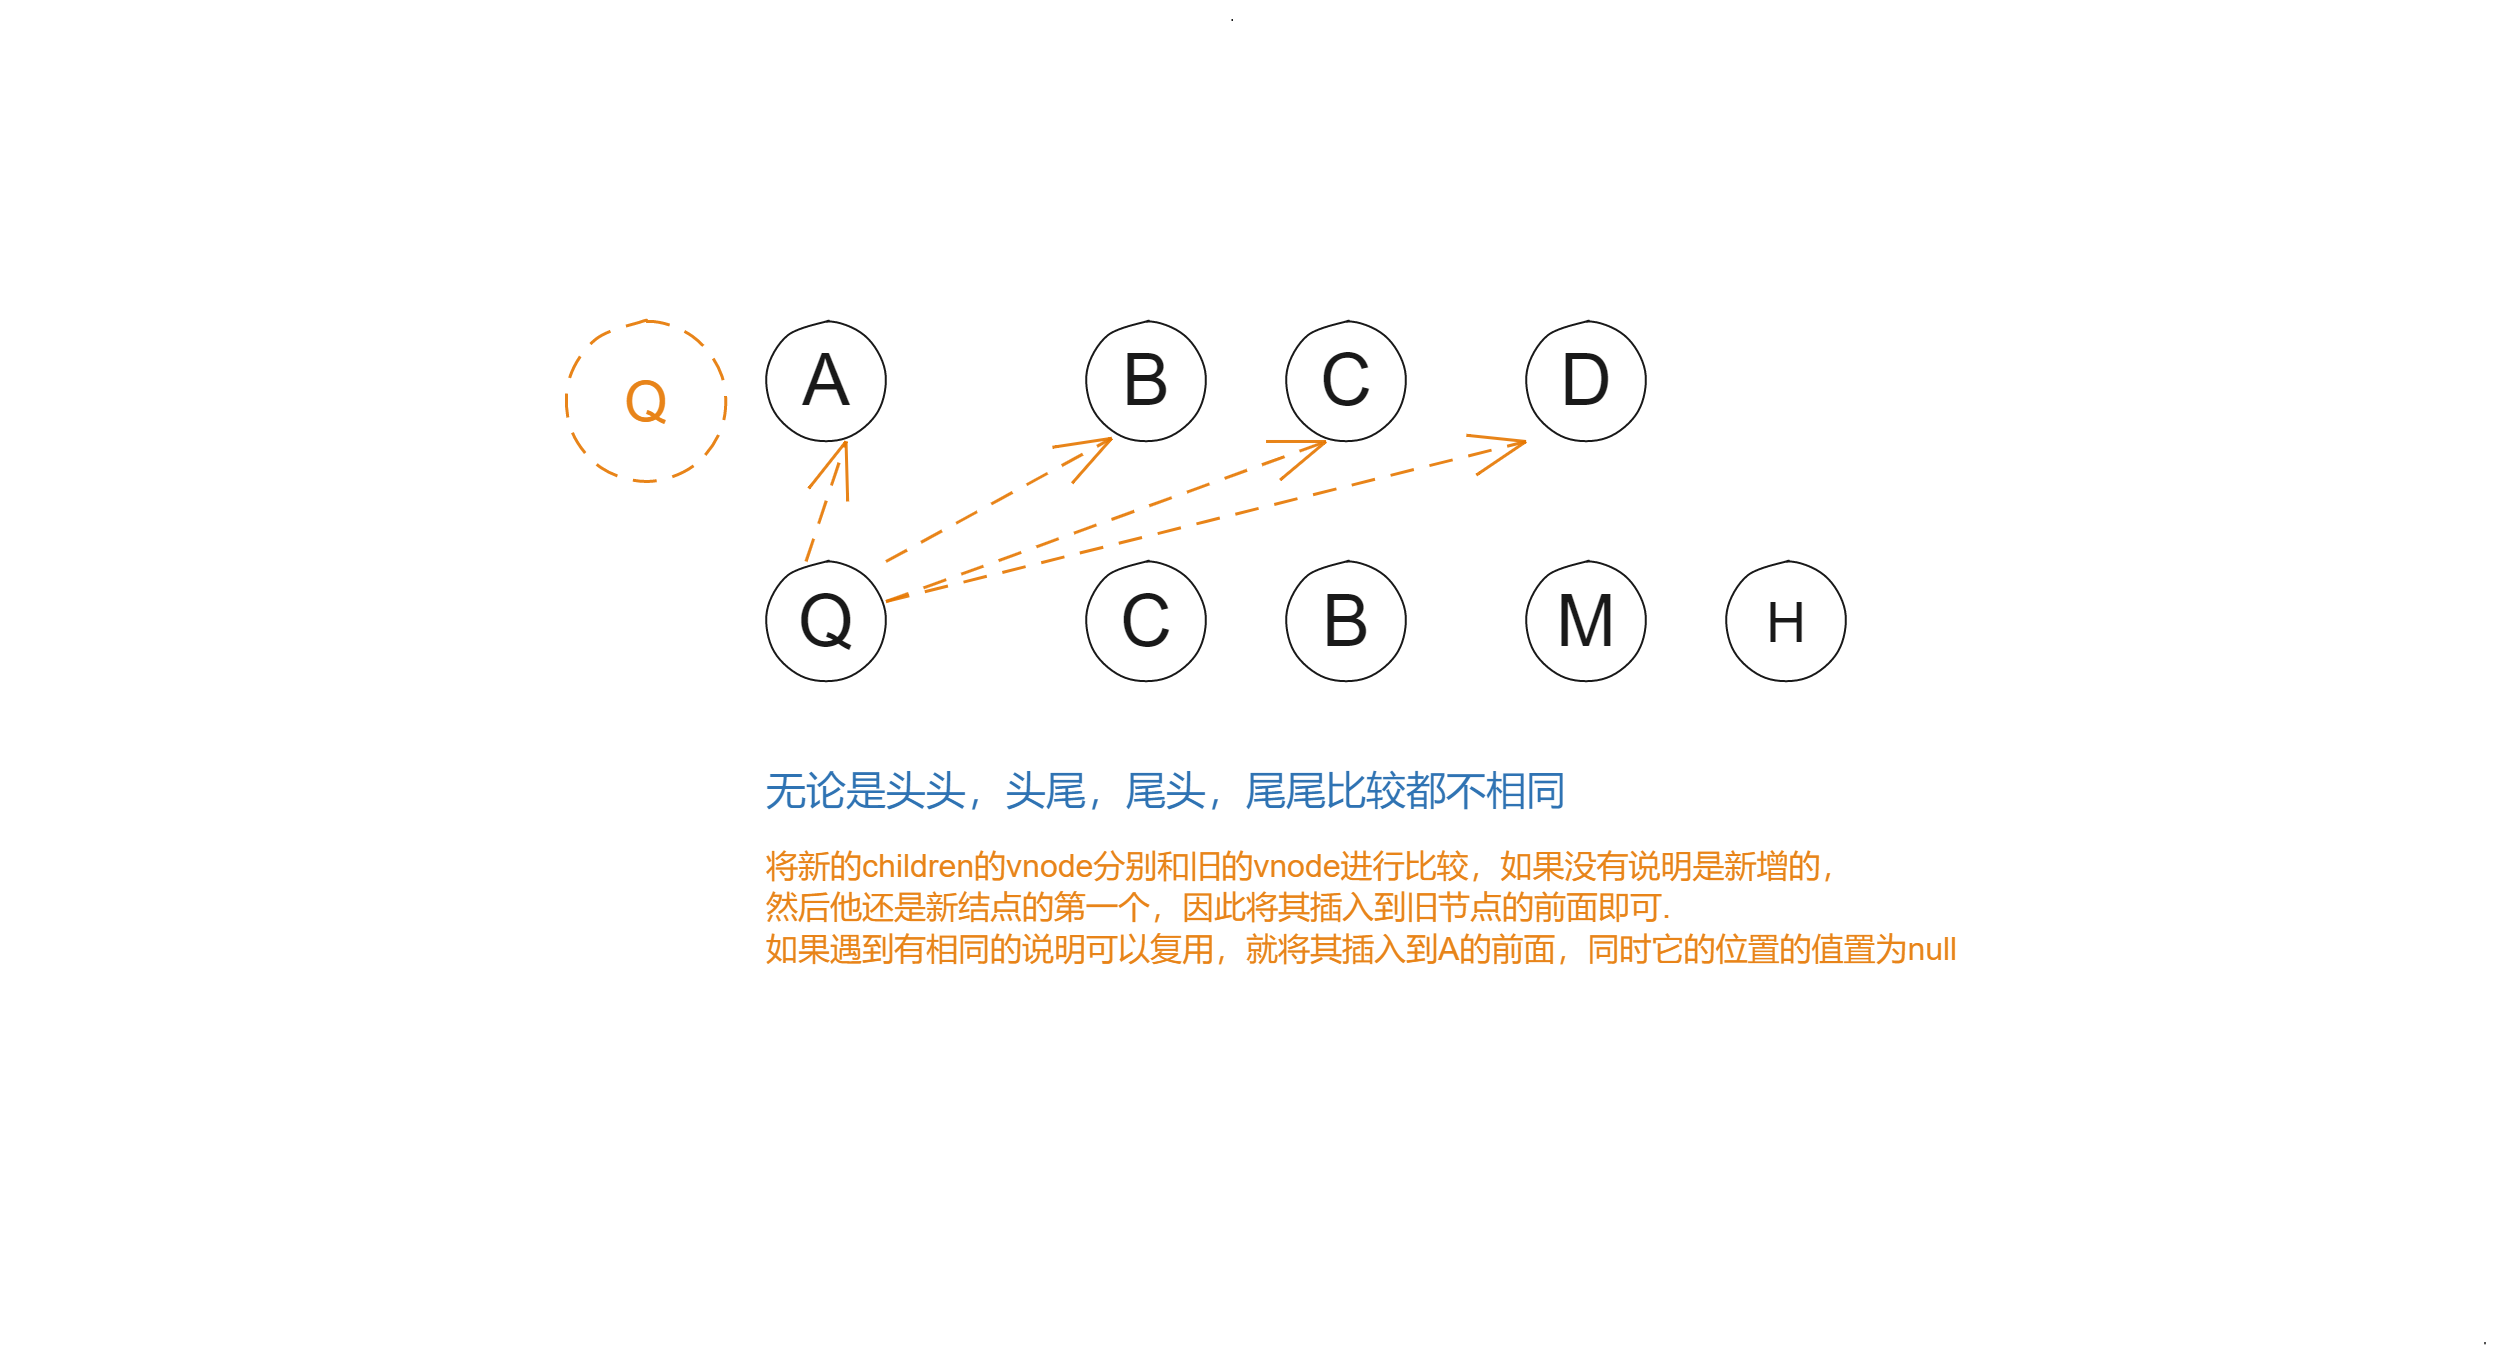 Q A B C D
Q C B M H
无论是头头，头尾，尾头，尾尾比较都不相同
将新的children的vnode分别和旧的vnode进行比较，如果没有说明是新增的，
然后他还是新结点的第一个，因此将其插入到旧节点的前面即可.
如果遇到有相同的说明可以复用，就将其插入到A的前面，同时它的位置的值置为null